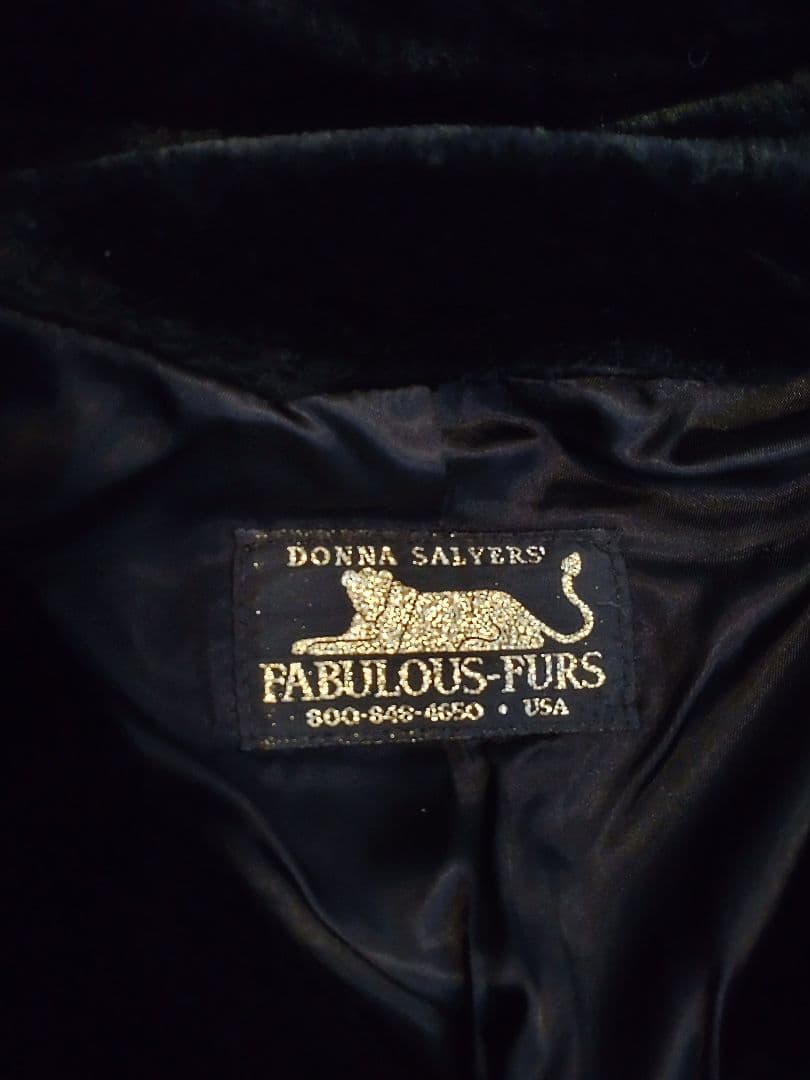 DONNA SALYERS'
FABULOUS-FURS
800-848-4650 • USA